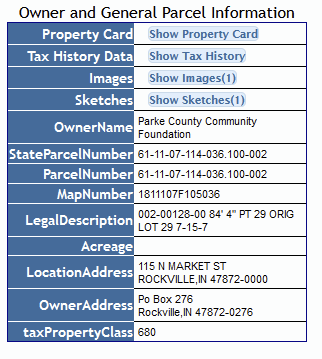 Owner and General Parcel Information
Property Card Show Property Card
Tax History Data Show Tax History
Images Show Images(1)
Sketches Show Sketches(1)
OwnerName Parke County Community
Foundation
StateParcelNumber 61-11-07-114-036.100-002
ParcelNumber 61-11-07-114-036.100-002
MapNumber 1811107F105036
LegalDescription 002-00128-00 84' 4" PT 29 ORIG
LOT 29 7-15-7
Acreage
LocationAddress 115 N MARKET ST
ROCKVILLE,IN 47872-0000
OwnerAddress Po Box 276
Rockville,IN 47872-0276
taxPropertyClass 680